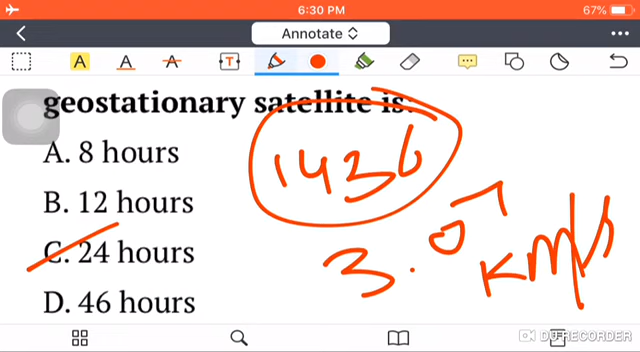 6:30 PM
67%
Annotate
A A A T
geostationary satellite is:
A. 8 hours
1436
B. 12 hours
3.07
km/s
C. 24 hours
D. 46 hours
DU RECORDER